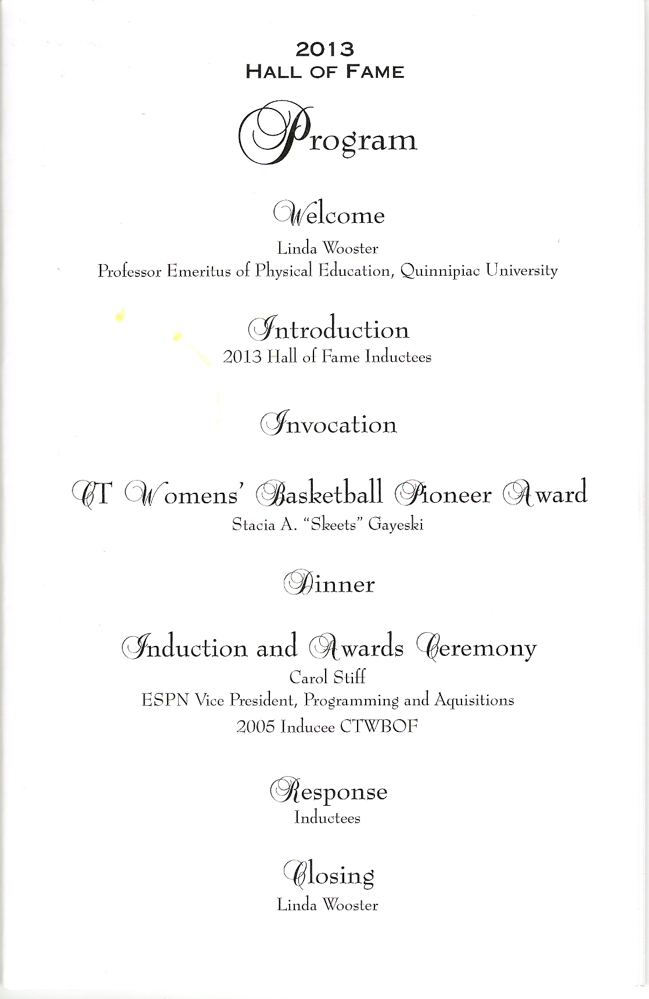 2013
HALL OF FAME
Program
Welcome
Linda Wooster
Professor Emeritus of Physical Education, Quinnipiac University
Introduction
2013 Hall of Fame Inductees
Invocation
CT Womens' Basketball Pioneer Award
Stacia A. "Skeets" Gayeski
Dinner
Induction and Awards Ceremony
Carol Stiff
ESPN Vice President, Programming and Aquisitions
2005 Inducee CTWBOF
Response
Inductees
Closing
Linda Wooster